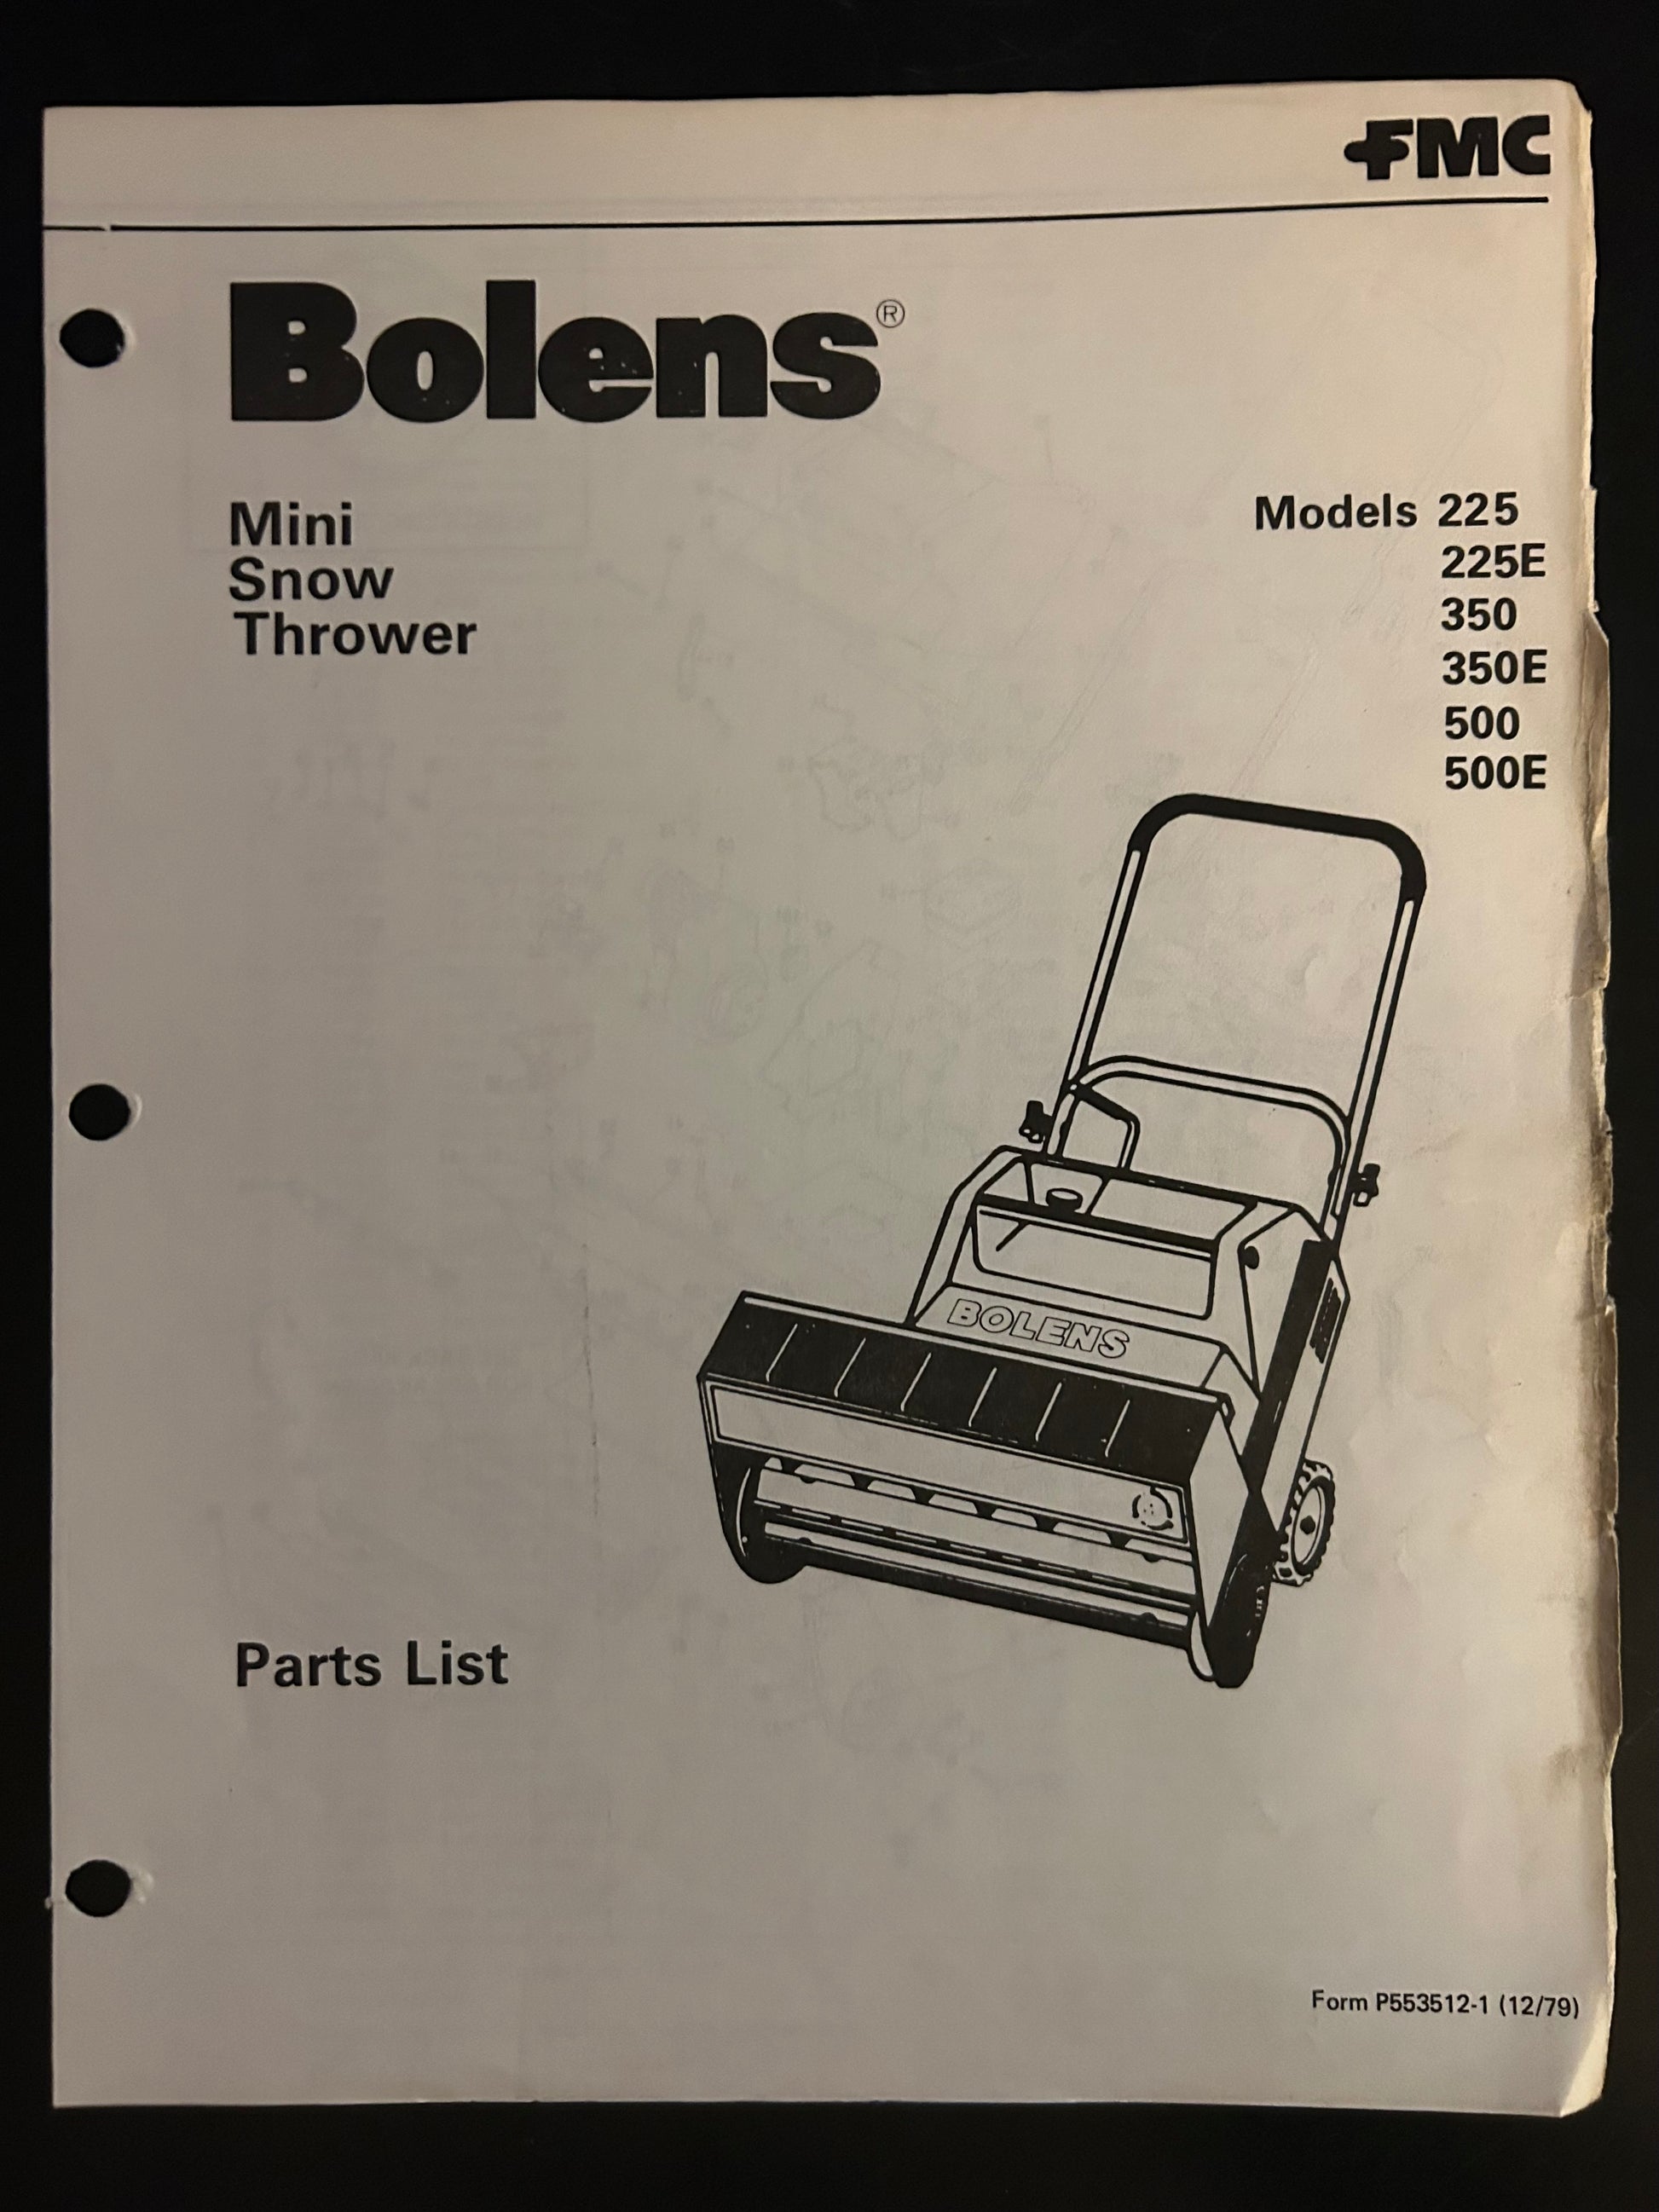 FMC
Bolens®
Mini
Snow
Thrower
Models 225
225E
350
350E
500
500E
BOLENS
Parts List
Form P553512-1 (12/79)